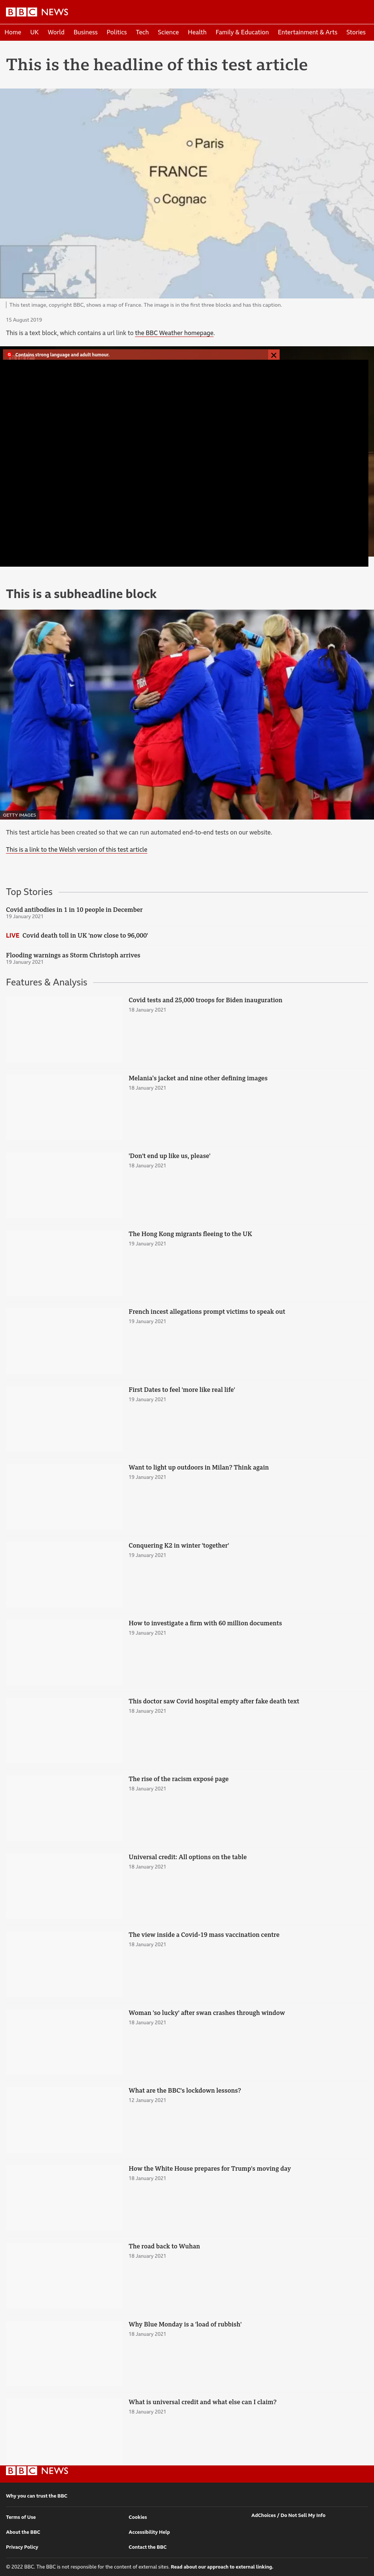 BBC NEWS
Home UK World Business Politics Tech Science Health Family & Education Entertainment & Arts Stories
This is the headline of this test article
Paris
FRANCE
Cognac
This test image, copyright BBC, shows a map of France. The image is in the first three blocks and has this caption.
15 August 2019
This is a text block, which contains a url link to the BBC Weather homepage.
G Contains strong language and adult humour.
This is a subheadline block
GETTY IMAGES
This test article has been created so that we can run automated end-to-end tests on our website.
This is a link to the Welsh version of this test article
Top Stories
Covid antibodies in 1 in 10 people in December
19 January 2021
LIVE Covid death toll in UK 'now close to 96,000'
Flooding warnings as Storm Christoph arrives
19 January 2021
Features & Analysis
Covid tests and 25,000 troops for Biden inauguration
18 January 2021
Melania's jacket and nine other defining images
18 January 2021
'Don't end up like us, please'
18 January 2021
The Hong Kong migrants fleeing to the UK
19 January 2021
French incest allegations prompt victims to speak out
19 January 2021
First Dates to feel 'more like real life'
19 January 2021
Want to light up outdoors in Milan? Think again
19 January 2021
Conquering K2 in winter 'together'
19 January 2021
How to investigate a firm with 60 million documents
19 January 2021
This doctor saw Covid hospital empty after fake death text
18 January 2021
The rise of the racism exposé page
18 January 2021
Universal credit: All options on the table
18 January 2021
The view inside a Covid-19 mass vaccination centre
18 January 2021
Woman 'so lucky' after swan crashes through window
18 January 2021
What are the BBC's lockdown lessons?
12 January 2021
How the White House prepares for Trump's moving day
18 January 2021
The road back to Wuhan
18 January 2021
Why Blue Monday is a 'load of rubbish'
18 January 2021
What is universal credit and what else can I claim?
18 January 2021
BBC NEWS
Why you can trust the BBC
Terms of Use Cookies AdChoices / Do Not Sell My Info
About the BBC Accessibility Help
Privacy Policy Contact the BBC
© 2022 BBC. The BBC is not responsible for the content of external sites. Read about our approach to external linking.